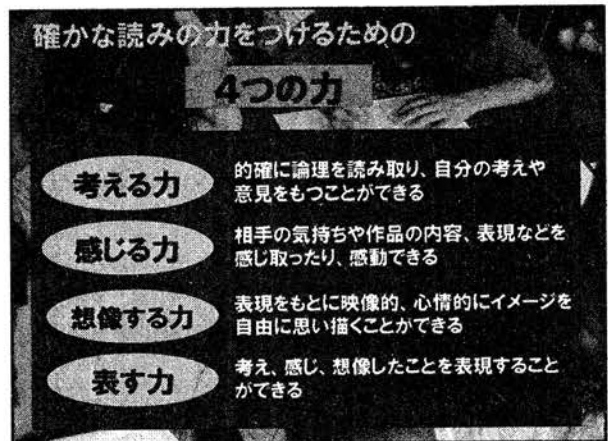 確かな読みの力をつけるための
4つの力
考える力
的確に論理を読み取り、自分の考えや
意見をもつことができる
感じる力
相手の気持ちや作品の内容、表現などを
感じ取ったり、感動できる
想像する力
表現をもとに映像的、心情的にイメージを
自由に思い描くことができる
表す力
考え、感じ、想像したことを表現すること
ができる